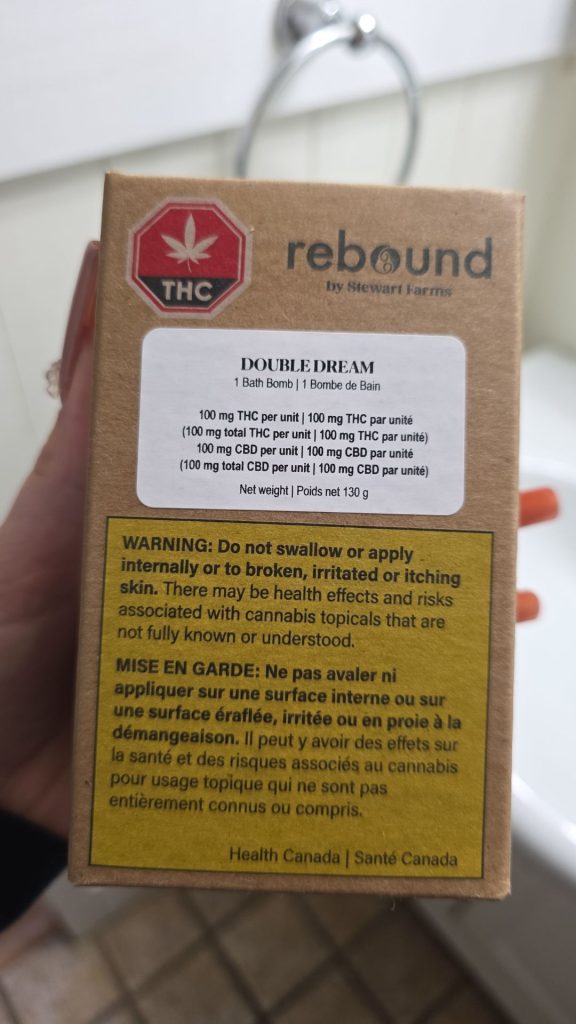 THC
rebound
by Stewart Farms
DOUBLE DREAM
1 Bath Bomb | 1 Bombe de Bain
100 mg THC per unit | 100 mg THC par unité
(100 mg total THC per unit | 100 mg THC par unité)
100 mg CBD per unit | 100 mg CBD par unité
(100 mg total CBD per unit | 100 mg CBD par unité)
Net weight | Poids net 130 g
WARNING: Do not swallow or apply
internally or to broken, irritated or itching
skin. There may be health effects and risks
associated with cannabis topicals that are
not fully known or understood.
MISE EN GARDE: Ne pas avaler ni
appliquer sur une surface interne ou sur
une surface éraflée, irritée ou en proie à la
démangeaison. Il peut y avoir des effets sur
la santé et des risques associés au cannabis
pour usage topique qui ne sont pas
entièrement connus ou compris.
Health Canada | Santé Canada